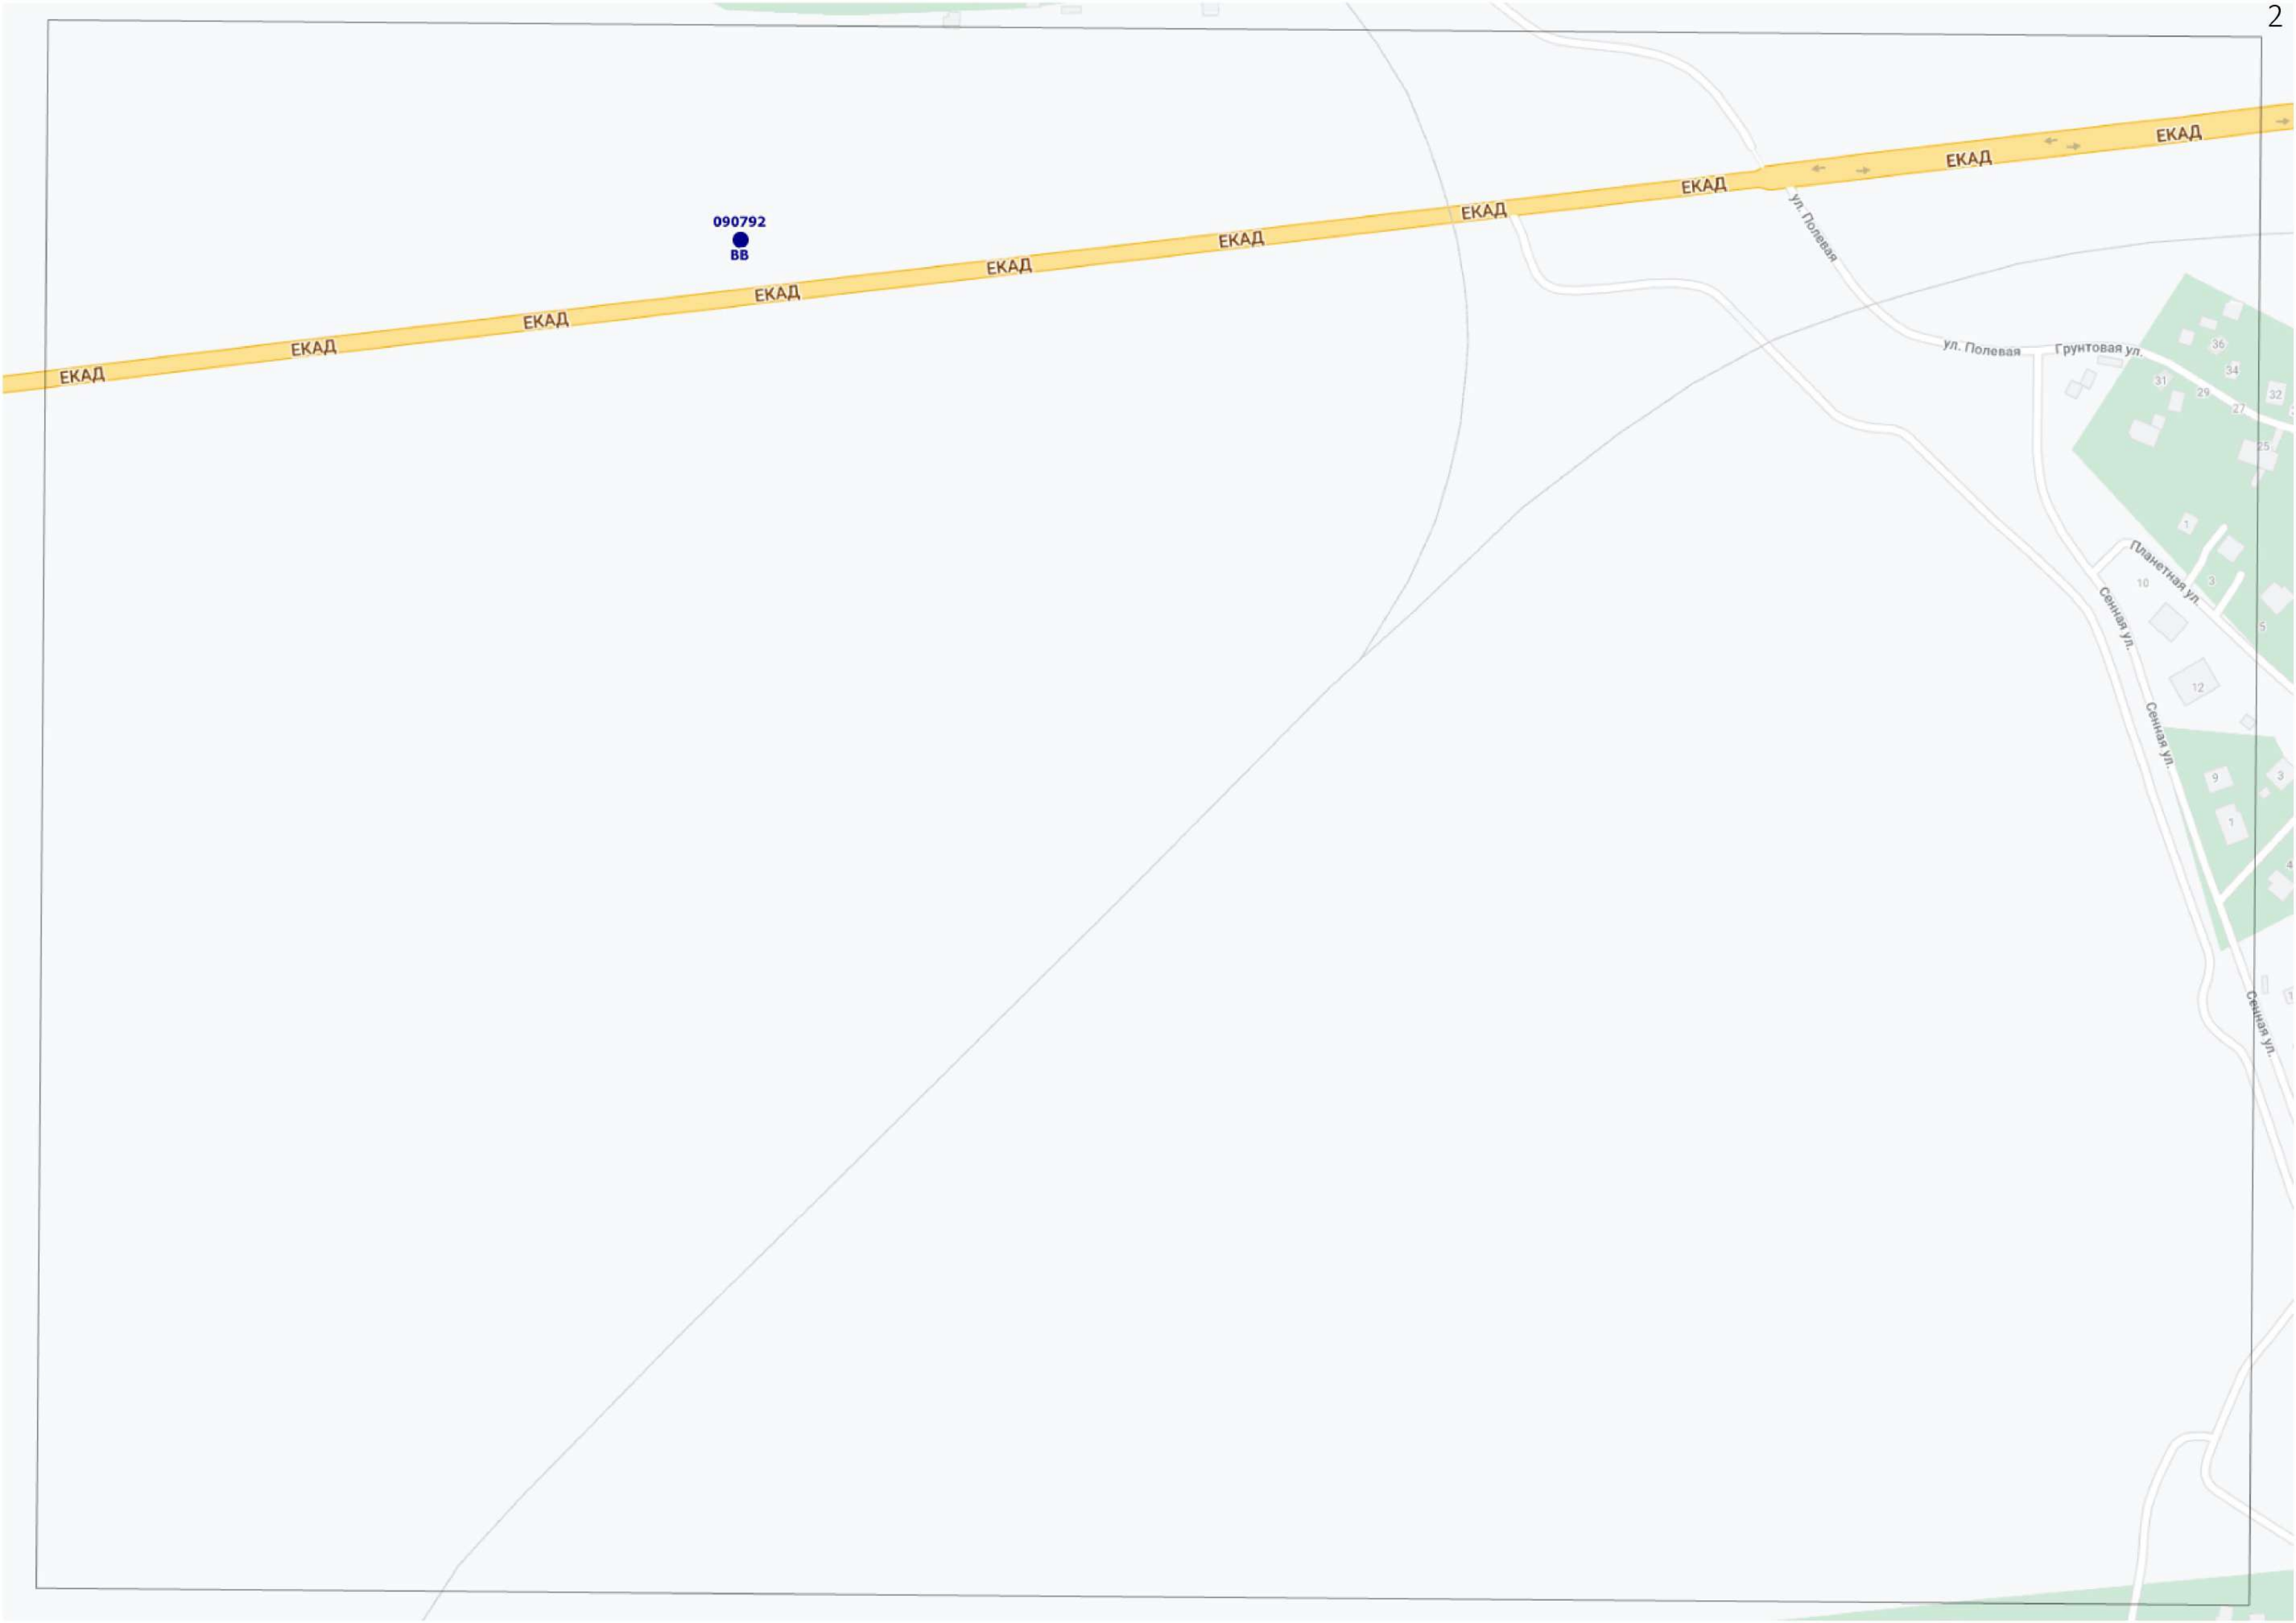 2
ЕКАД
ЕКАД
ЕКАД
ЕКАД
ЕКАД
ЕКАД
ЕКАД
ЕКАД
ЕКАД
ЕКАД
ЕКАД
090792
ВВ
ул. Полевая
ул. Полевая
Грунтовая ул.
36
34
31
29
32
27
25
1
Планетная ул.
10
3
Сенная ул.
5
12
Сенная ул.
9
3
1
4
Сенная ул.